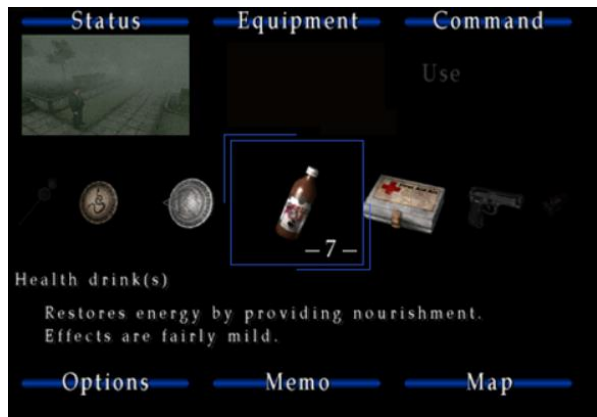 Status Equipment Command
Use
–7–
Health drink(s)
Restores energy by providing nourishment.
Effects are fairly mild.
Options Memo Map